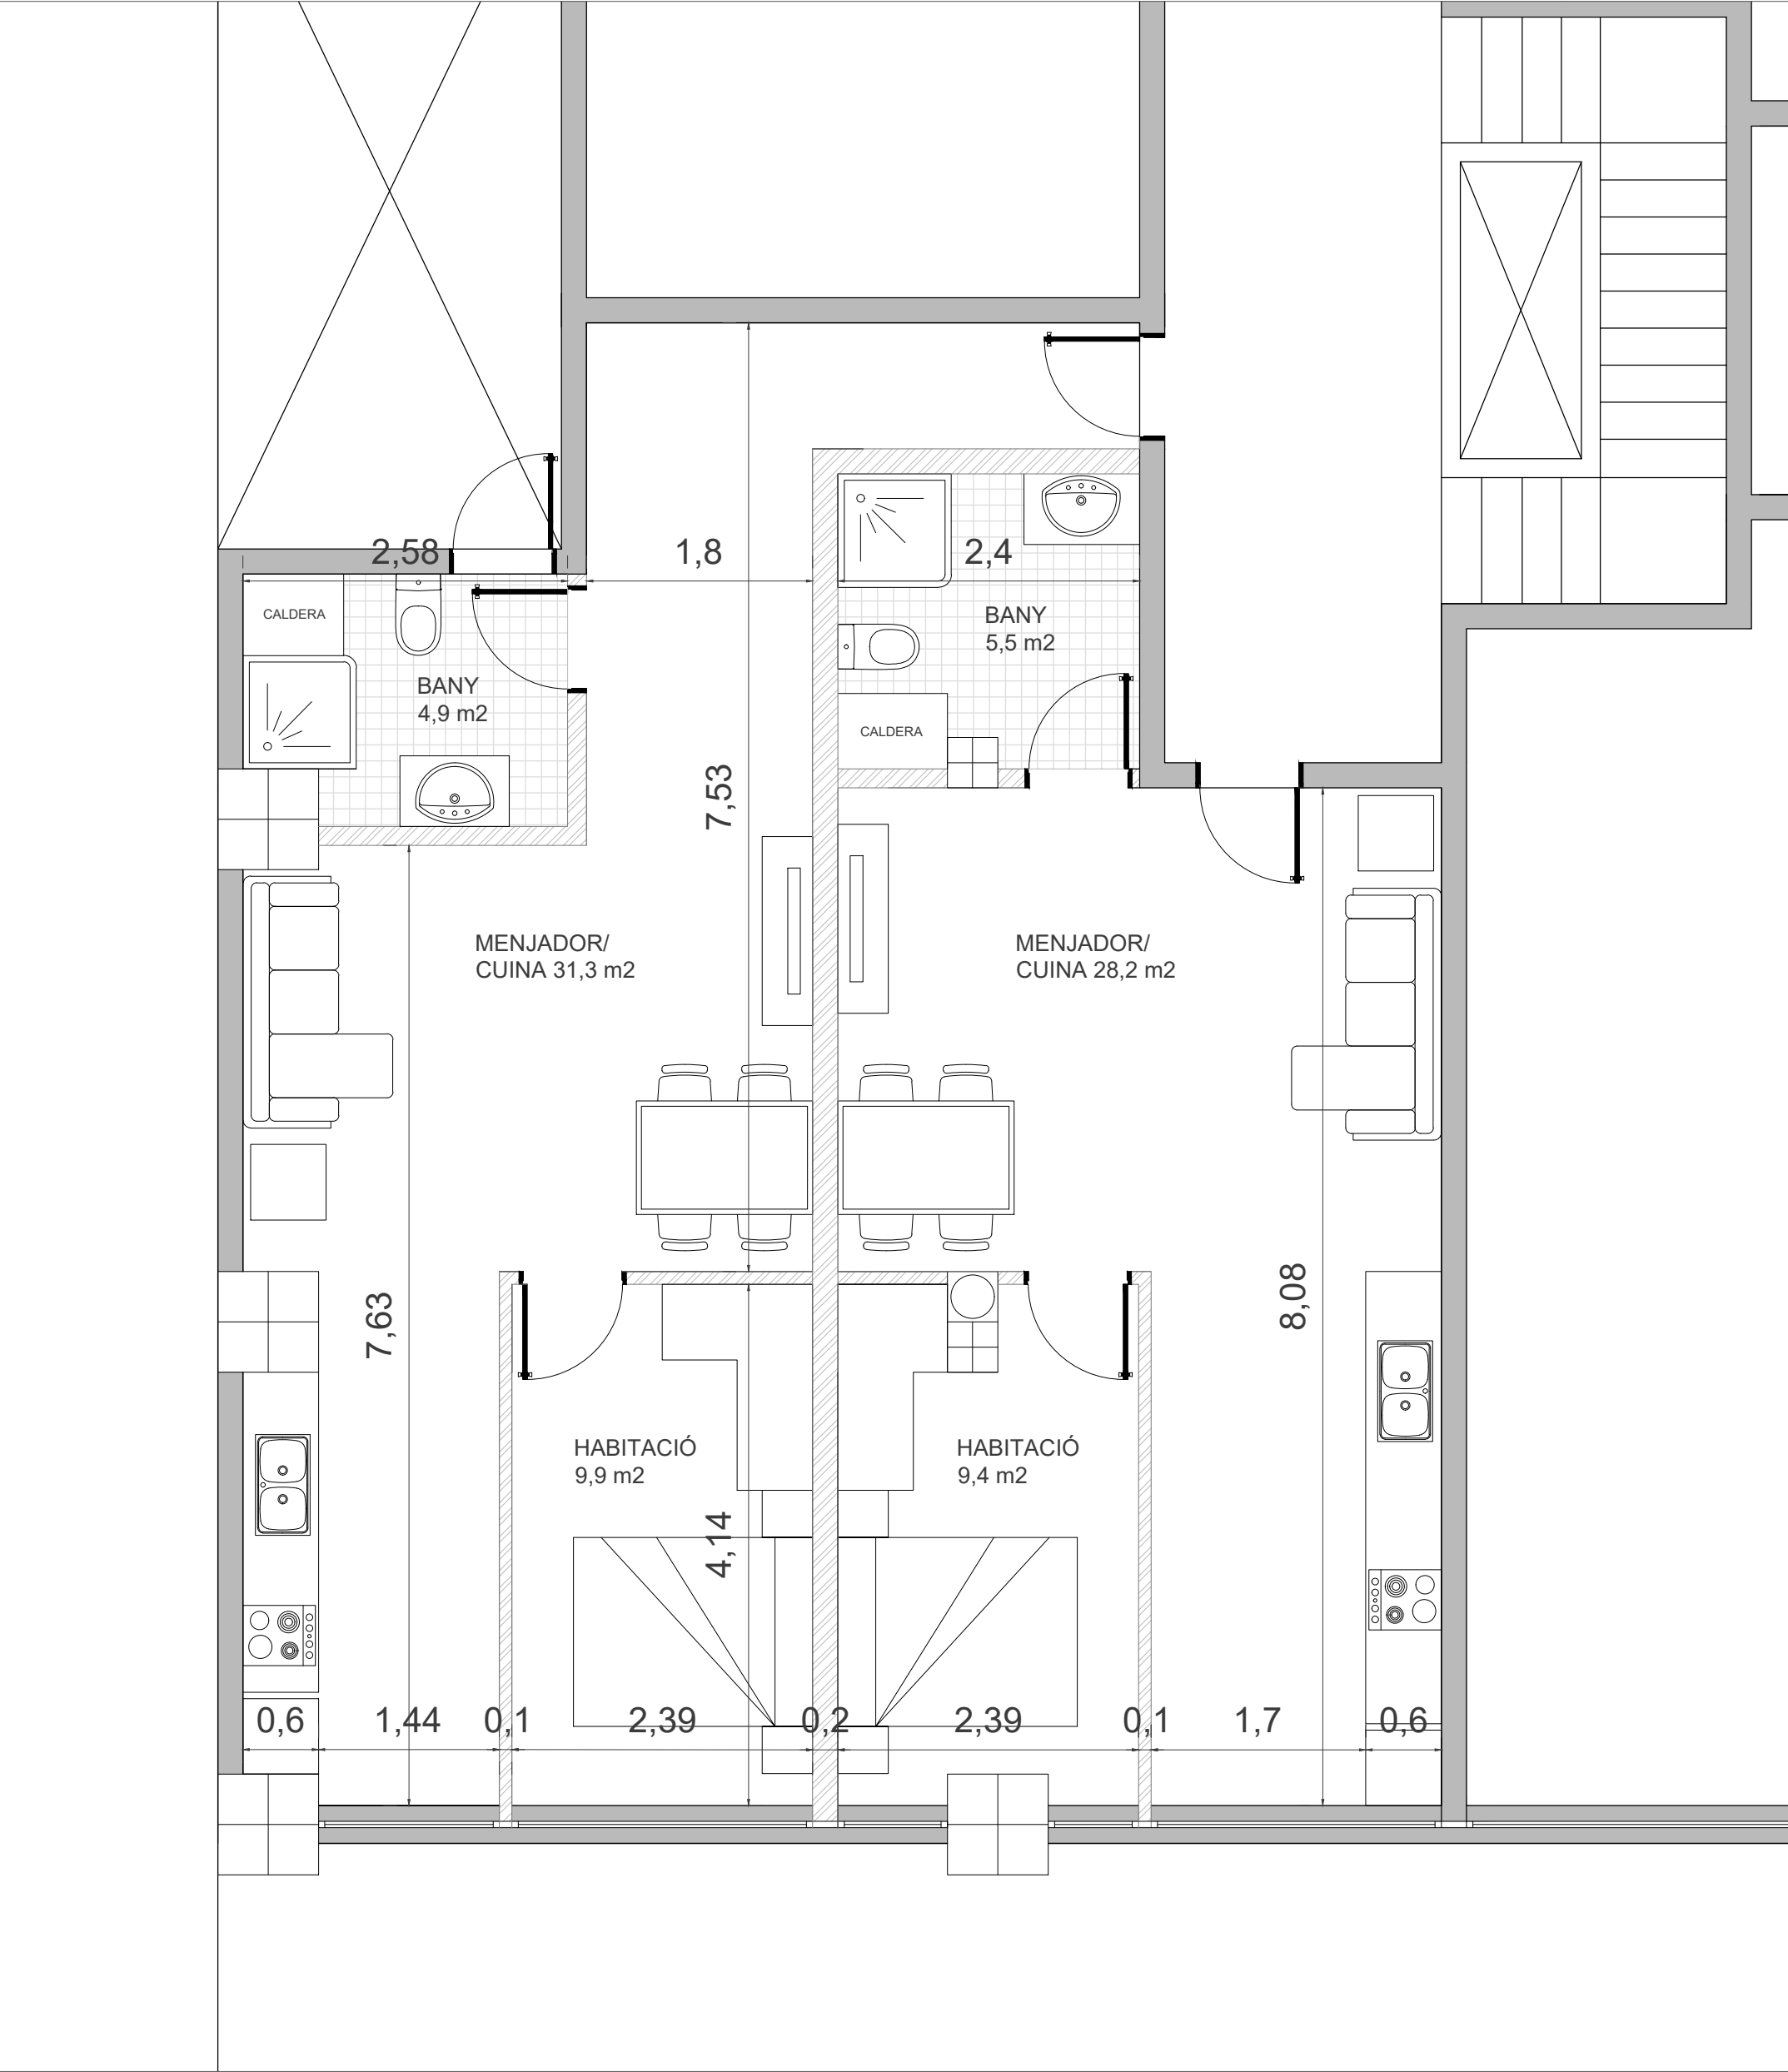 2,58
1,8
2,4
CALDERA
BANY
5,5 m2
BANY
4,9 m2
CALDERA
7,53
MENJADOR/
CUINA 31,3 m2
MENJADOR/
CUINA 28,2 m2
7,63
8,08
HABITACIÓ
9,9 m2
HABITACIÓ
9,4 m2
4,14
0,6
1,44
0,1
2,39
0,2
2,39
0,1
1,7
0,6